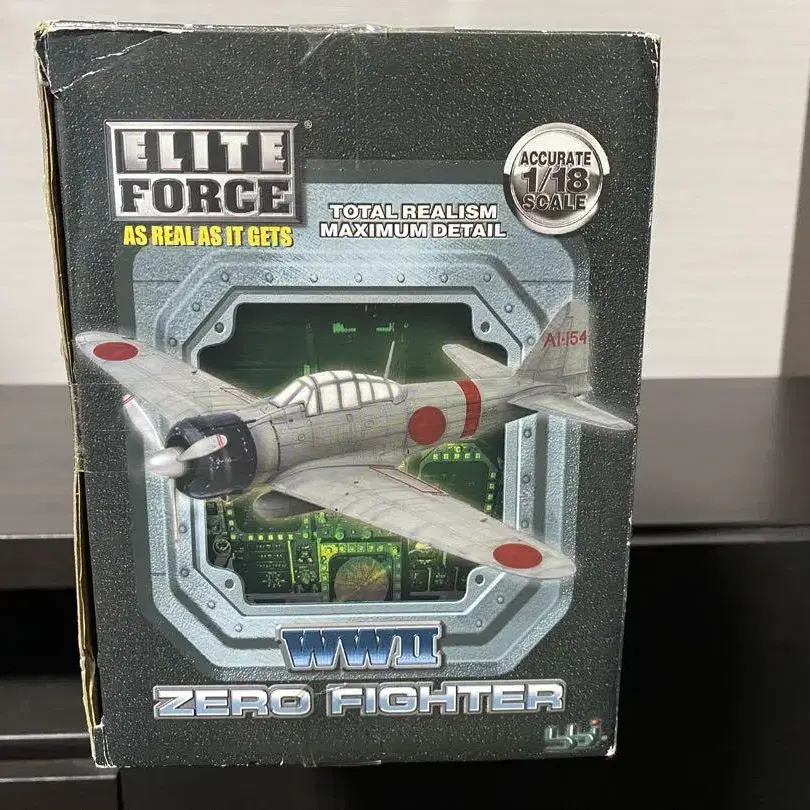 ELITE
FORCE
®
AS REAL AS IT GETS
TOTAL REALISM
MAXIMUM DETAIL
ACCURATE
1/18
SCALE
AI-154
WWII
ZERO FIGHTER
bbi.